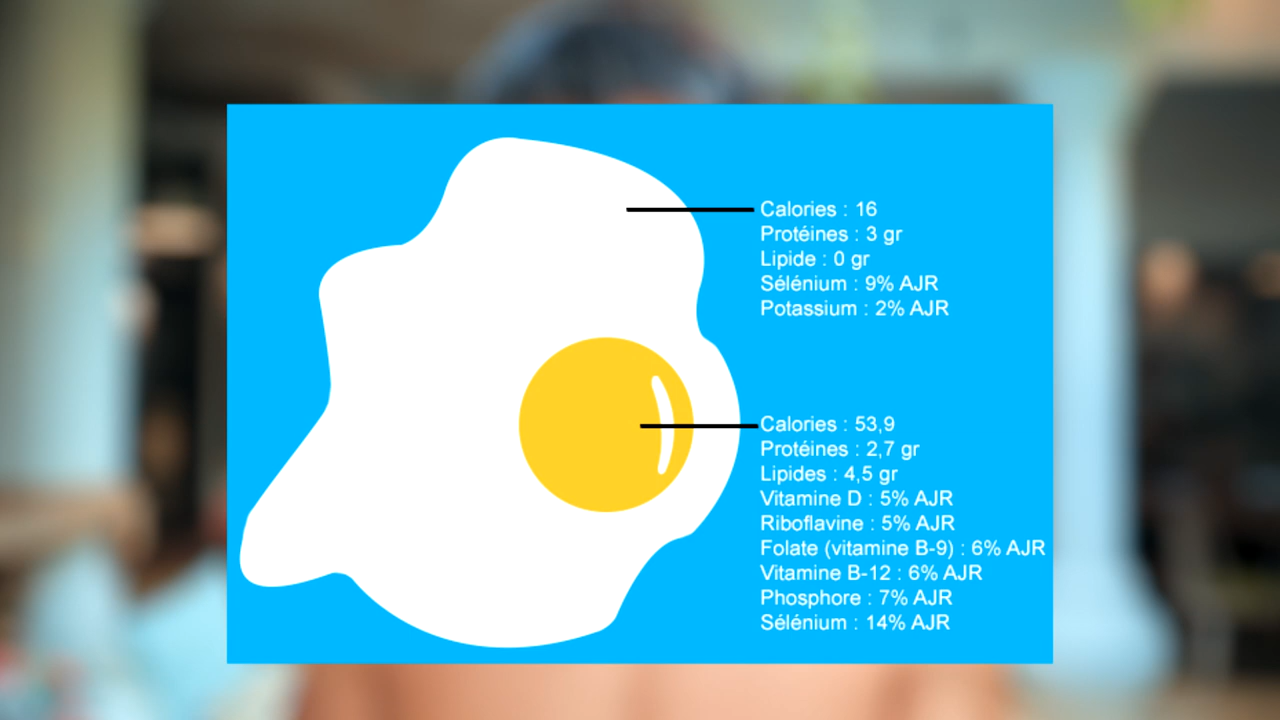 Calories : 16
Protéines : 3 gr
Lipide : 0 gr
Sélénium : 9% AJR
Potassium : 2% AJR
Calories : 53,9
Protéines : 2,7 gr
Lipides : 4,5 gr
Vitamine D : 5% AJR
Riboflavine : 5% AJR
Folate (vitamine B-9) : 6% AJR
Vitamine B-12 : 6% AJR
Phosphore : 7% AJR
Sélénium : 14% AJR